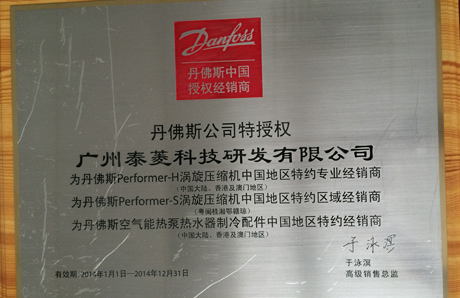 Danfoss
丹佛斯中国
授权经销商
丹佛斯公司特授权
广州泰菱科技研发有限公司
为丹佛斯Performer-H涡旋压缩机中国地区特约专业经销商
(中国大陆、香港及澳门地区)
为丹佛斯Performer-S涡旋压缩机中国地区特约区域经销商
(粤闽桂湘鄂赣琼)
为丹佛斯空气能热泵热水器制冷配件中国地区特约经销商
(中国大陆、香港及澳门地区)
于泳溟
于泳溟
有效期: 2014年1月1日—2014年12月31日
高级销售总监